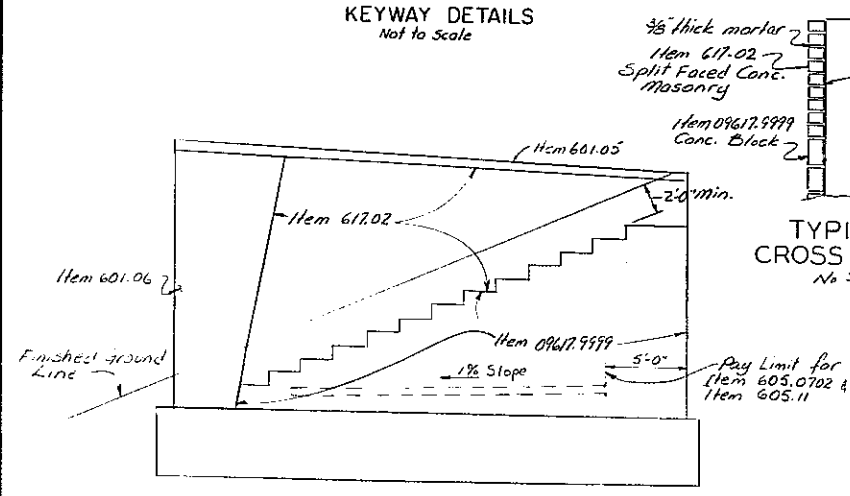 KEYWAY DETAILS
Not to Scale
3/8" thick mortar
Item 617.02
Split Faced Conc.
Masonry
Item 09617.9999
Conc. Block
TYPI
CROSS
No S
Item 601.05
2'-0" Min.
Item 617.02
Item 601.06
Item 09617.9999
Finished Ground
Line
1% Slope
5'-0"
Pay Limit for
Item 605.0702 &
Item 605.11